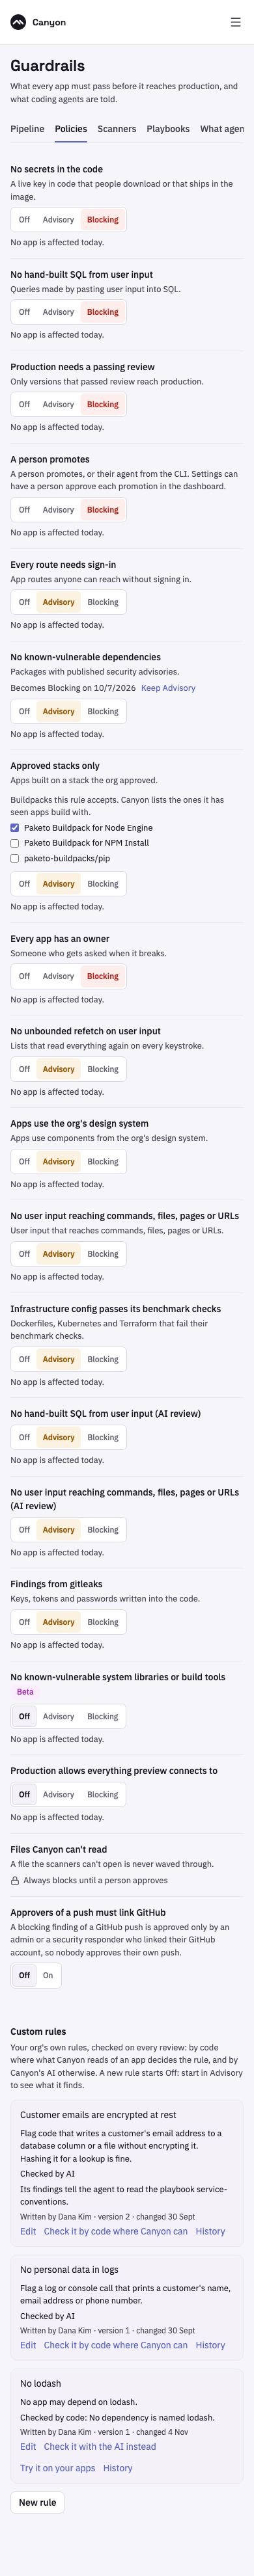 Canyon
Guardrails
What every app must pass before it reaches production, and
what coding agents are told.
Pipeline Policies Scanners Playbooks What agen
No secrets in the code
A live key in code that people download or that ships in the
image.
Off Advisory Blocking
No app is affected today.
No hand-built SQL from user input
Queries made by pasting user input into SQL.
Off Advisory Blocking
No app is affected today.
Production needs a passing review
Only versions that passed review reach production.
Off Advisory Blocking
No app is affected today.
A person promotes
A person promotes, or their agent from the CLI. Settings can
have a person approve each promotion in the dashboard.
Off Advisory Blocking
No app is affected today.
Every route needs sign-in
App routes anyone can reach without signing in.
Off Advisory Blocking
No app is affected today.
No known-vulnerable dependencies
Packages with published security advisories.
Becomes Blocking on 10/7/2026 Keep Advisory
Off Advisory Blocking
No app is affected today.
Approved stacks only
Apps built on a stack the org approved.
Buildpacks this rule accepts. Canyon lists the ones it has
seen apps build with.
Paketo Buildpack for Node Engine
Paketo Buildpack for NPM Install
paketo-buildpacks/pip
Off Advisory Blocking
No app is affected today.
Every app has an owner
Someone who gets asked when it breaks.
Off Advisory Blocking
No app is affected today.
No unbounded refetch on user input
Lists that read everything again on every keystroke.
Off Advisory Blocking
No app is affected today.
Apps use the org's design system
Apps use components from the org's design system.
Off Advisory Blocking
No app is affected today.
No user input reaching commands, files, pages or URLs
User input that reaches commands, files, pages or URLs.
Off Advisory Blocking
No app is affected today.
Infrastructure config passes its benchmark checks
Dockerfiles, Kubernetes and Terraform that fail their
benchmark checks.
Off Advisory Blocking
No app is affected today.
No hand-built SQL from user input (AI review)
Off Advisory Blocking
No app is affected today.
No user input reaching commands, files, pages or URLs
(AI review)
Off Advisory Blocking
No app is affected today.
Findings from gitleaks
Keys, tokens and passwords written into the code.
Off Advisory Blocking
No app is affected today.
No known-vulnerable system libraries or build tools
Beta
Off Advisory Blocking
No app is affected today.
Production allows everything preview connects to
Off Advisory Blocking
No app is affected today.
Files Canyon can't read
A file the scanners can't open is never waved through.
Always blocks until a person approves
Approvers of a push must link GitHub
A blocking finding of a GitHub push is approved only by an
admin or a security responder who linked their GitHub
account, so nobody approves their own push.
Off On
Custom rules
Your org's own rules, checked on every review: by code
where what Canyon reads of an app decides the rule, and by
Canyon's AI otherwise. A new rule starts Off: start in Advisory
to see what it finds.
Customer emails are encrypted at rest
Flag code that writes a customer's email address to a
database column or a file without encrypting it.
Hashing it for a lookup is fine.
Checked by AI
Its findings tell the agent to read the playbook service-
conventions.
Written by Dana Kim · version 2 · changed 30 Sept
Edit Check it by code where Canyon can History
No personal data in logs
Flag a log or console call that prints a customer's name,
email address or phone number.
Checked by AI
Written by Dana Kim · version 1 · changed 30 Sept
Edit Check it by code where Canyon can History
No lodash
No app may depend on lodash.
Checked by code: No dependency is named lodash.
Written by Dana Kim · version 1 · changed 4 Nov
Edit Check it with the AI instead
Try it on your apps History
New rule